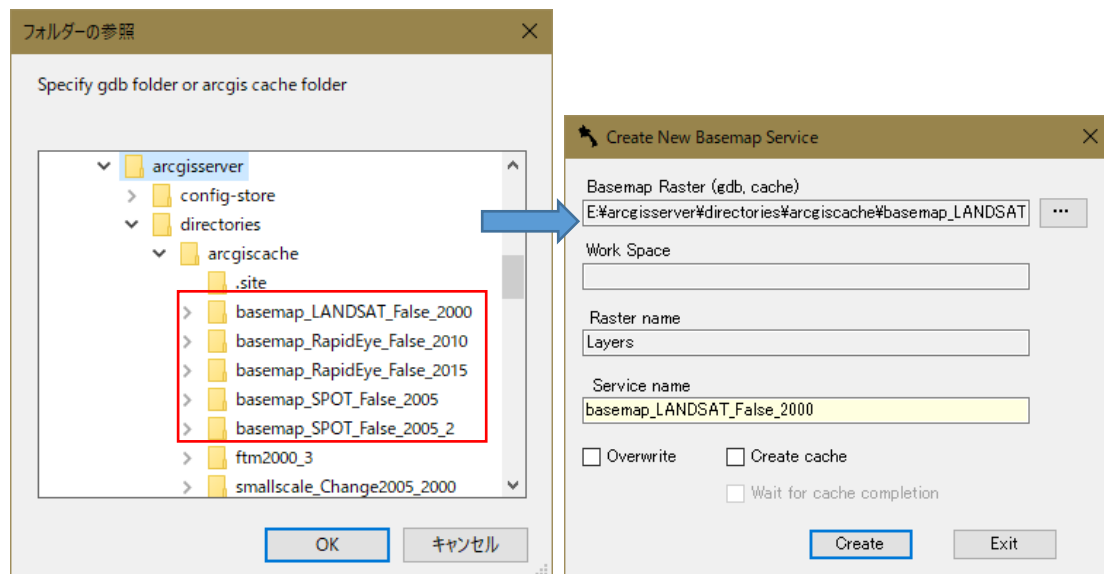 フォルダーの参照
Specify gdb folder or arcgis cache folder
arcgisserver
config-store
directories
arcgiscache
.site
basemap_LANDSAT_False_2000
basemap_RapidEye_False_2010
basemap_RapidEye_False_2015
basemap_SPOT_False_2005
basemap_SPOT_False_2005_2
ftm2000_3
smallscale_Change2005_2000
OK キャンセル
Create New Basemap Service
Basemap Raster (gdb, cache)
E:¥arcgisserver¥directories¥arcgiscache¥basemap_LANDSAT ...
Work Space
Raster name
Layers
Service name
basemap_LANDSAT_False_2000
Overwrite Create cache
Wait for cache completion
Create Exit